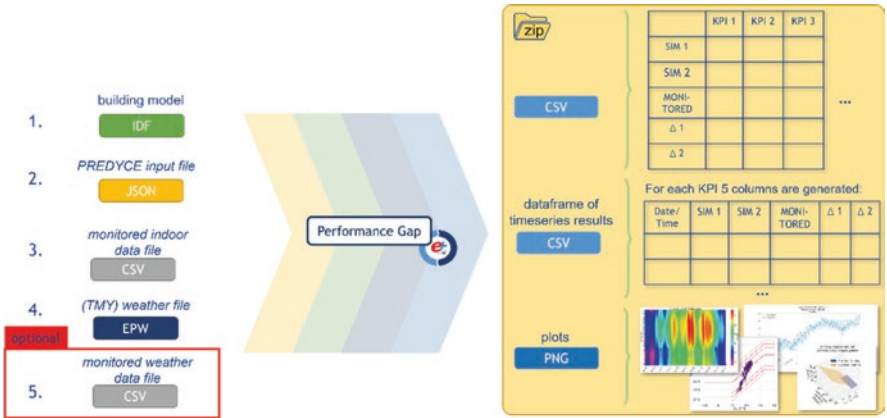 building model
1.
IDF
PREDYCE input file
2.
JSON
monitored indoor
data file
3.
CSV
(TMY) weather file
4.
EPW
optional
monitored weather
data file
5.
CSV
Performance Gap
e+
zip
CSV
KPI 1 KPI 2 KPI 3
SIM 1
SIM 2
MONI-
TORED
Δ 1
Δ 2
...
dataframe of
timeseries results
CSV
For each KPI 5 columns are generated:
Date/
Time SIM 1 SIM 2 MONI-
TORED Δ 1 Δ 2
...
plots
PNG